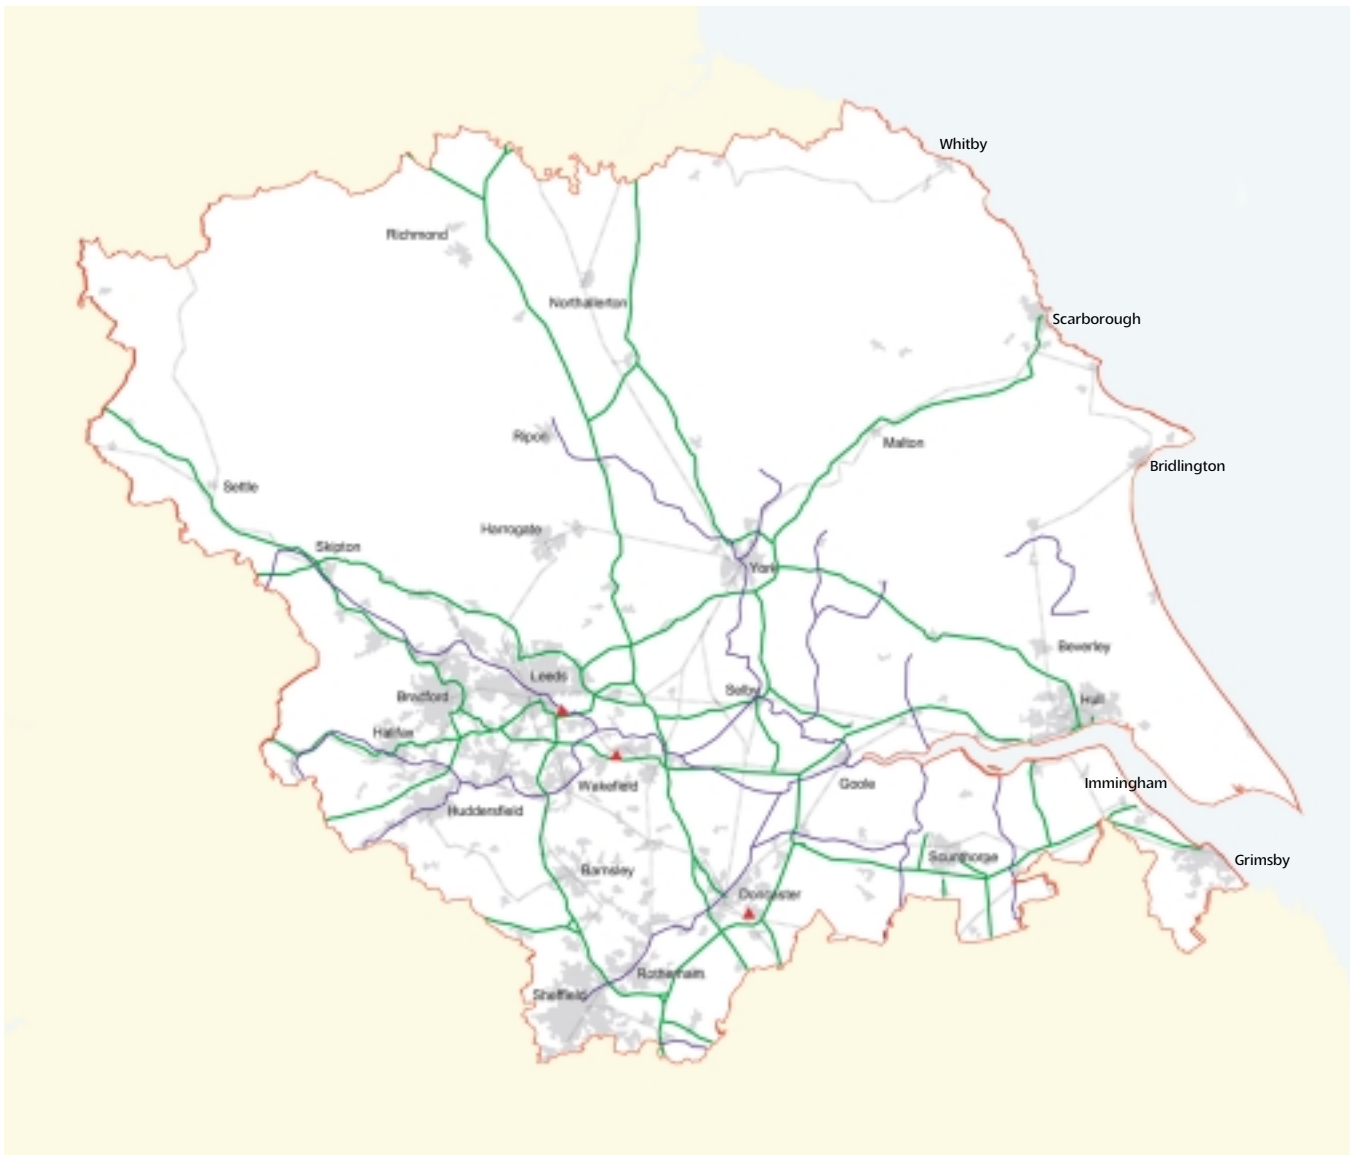 Whitby
Richmond
Northallerton
Scarborough
Ripon
Malton
Bridlington
Settle
Harrogate
Skipton
York
Beverley
Leeds
Bradford
Selby
Hull
Halifax
Wakefield
Goole
Immingham
Huddersfield
Scunthorpe
Grimsby
Barnsley
Doncaster
Rotherham
Sheffield